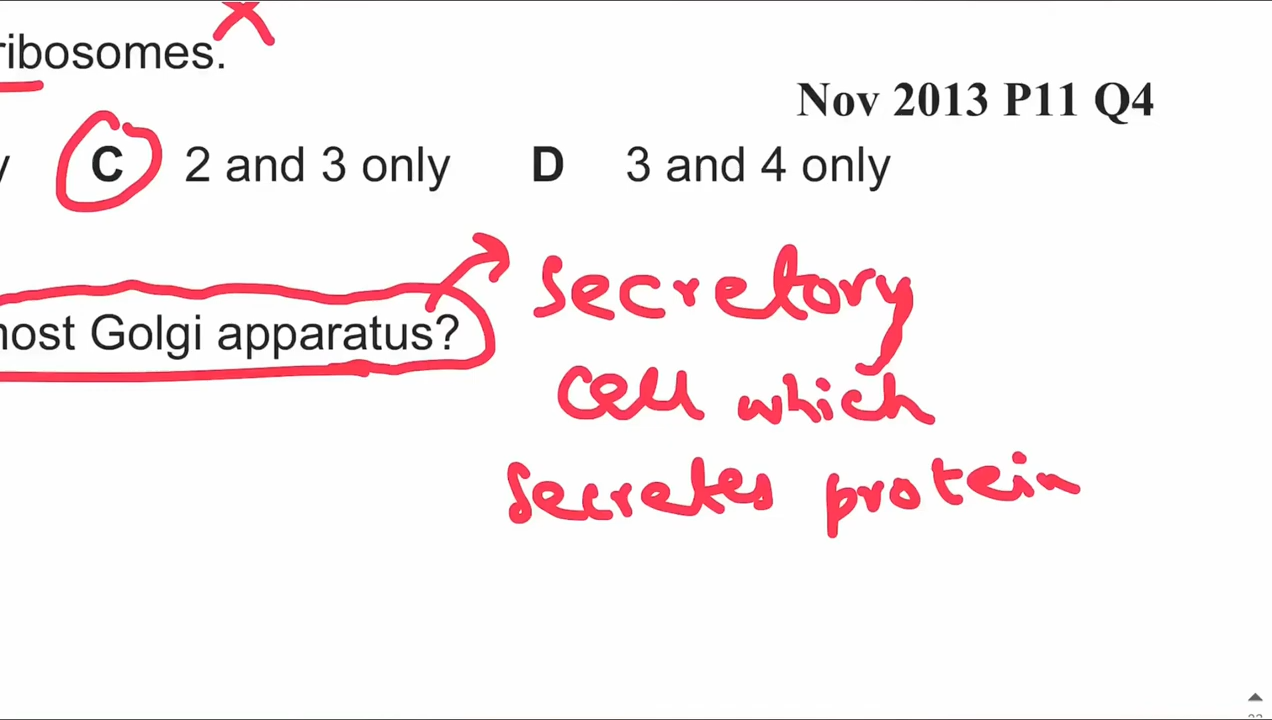 ribosomes.
Nov 2013 P11 Q4
C 2 and 3 only D 3 and 4 only
most Golgi apparatus?
Secretory
Cell which
Secretes protein